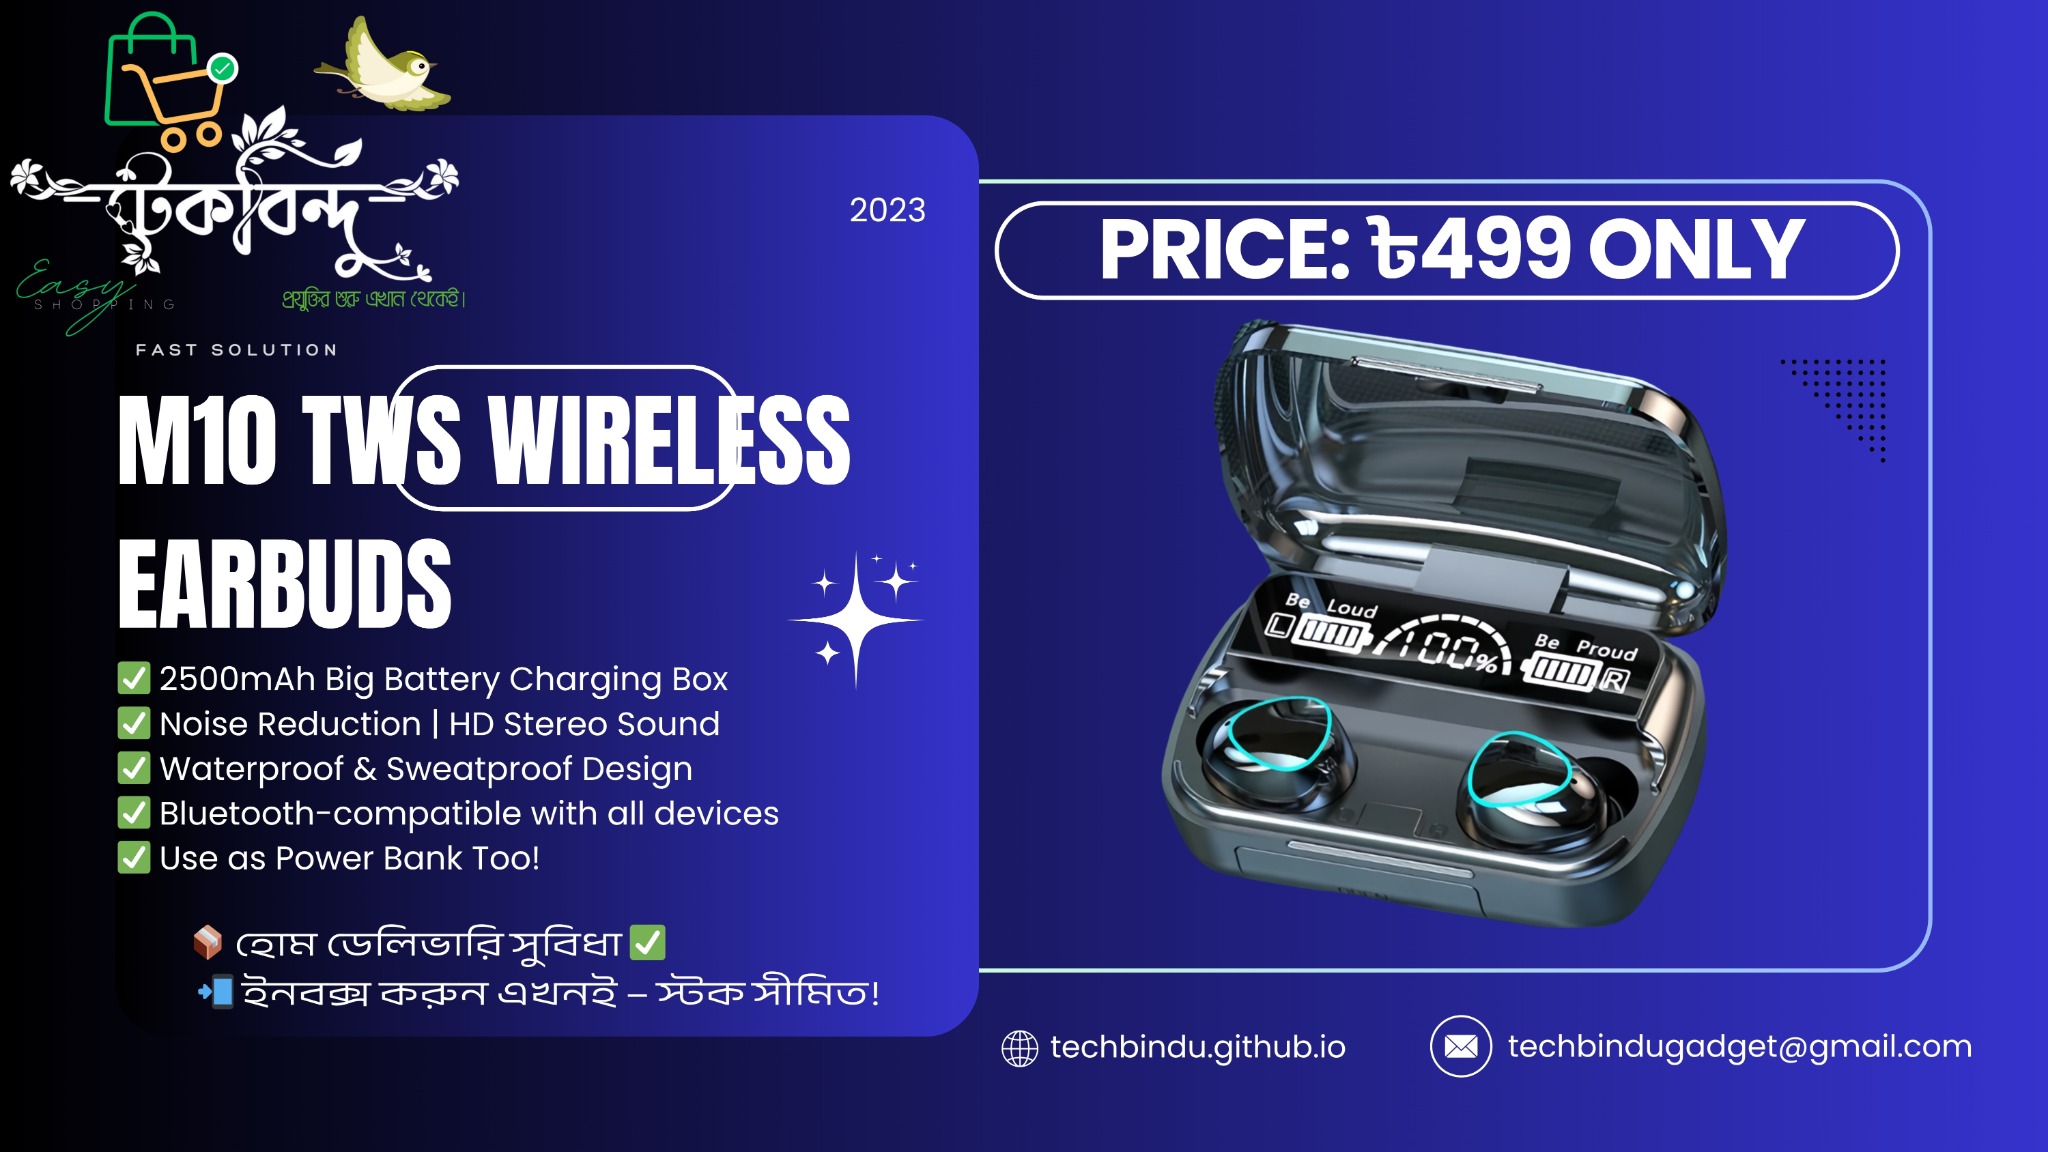 টেকবিন্দু
Easy
SHOPPING
প্রযুক্তির শুরু এখান থেকেই।
2023
FAST SOLUTION
M10 TWS WIRELESS
EARBUDS
✅ 2500mAh Big Battery Charging Box
✅ Noise Reduction | HD Stereo Sound
✅ Waterproof & Sweatproof Design
✅ Bluetooth-compatible with all devices
✅ Use as Power Bank Too!
📦 হোম ডেলিভারি সুবিধা ✅
📲 ইনবক্স করুন এখনই – স্টক সীমিত!
PRICE: ৳499 ONLY
Be Loud
Be Proud
L 100% R
techbindu.github.io
techbindugadget@gmail.com